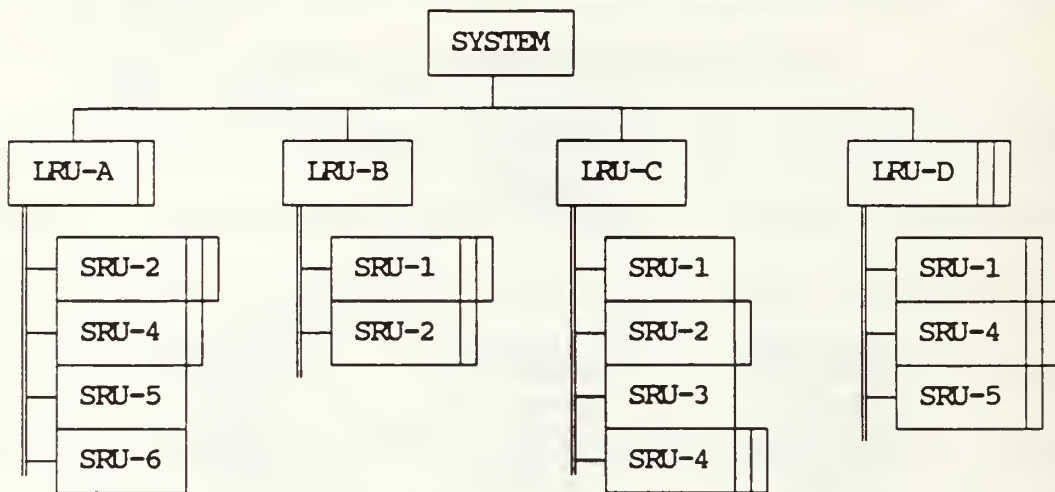 SYSTEM
LRU-A
LRU-B
LRU-C
LRU-D
SRU-2
SRU-4
SRU-5
SRU-6
SRU-1
SRU-2
SRU-1
SRU-2
SRU-3
SRU-4
SRU-1
SRU-4
SRU-5